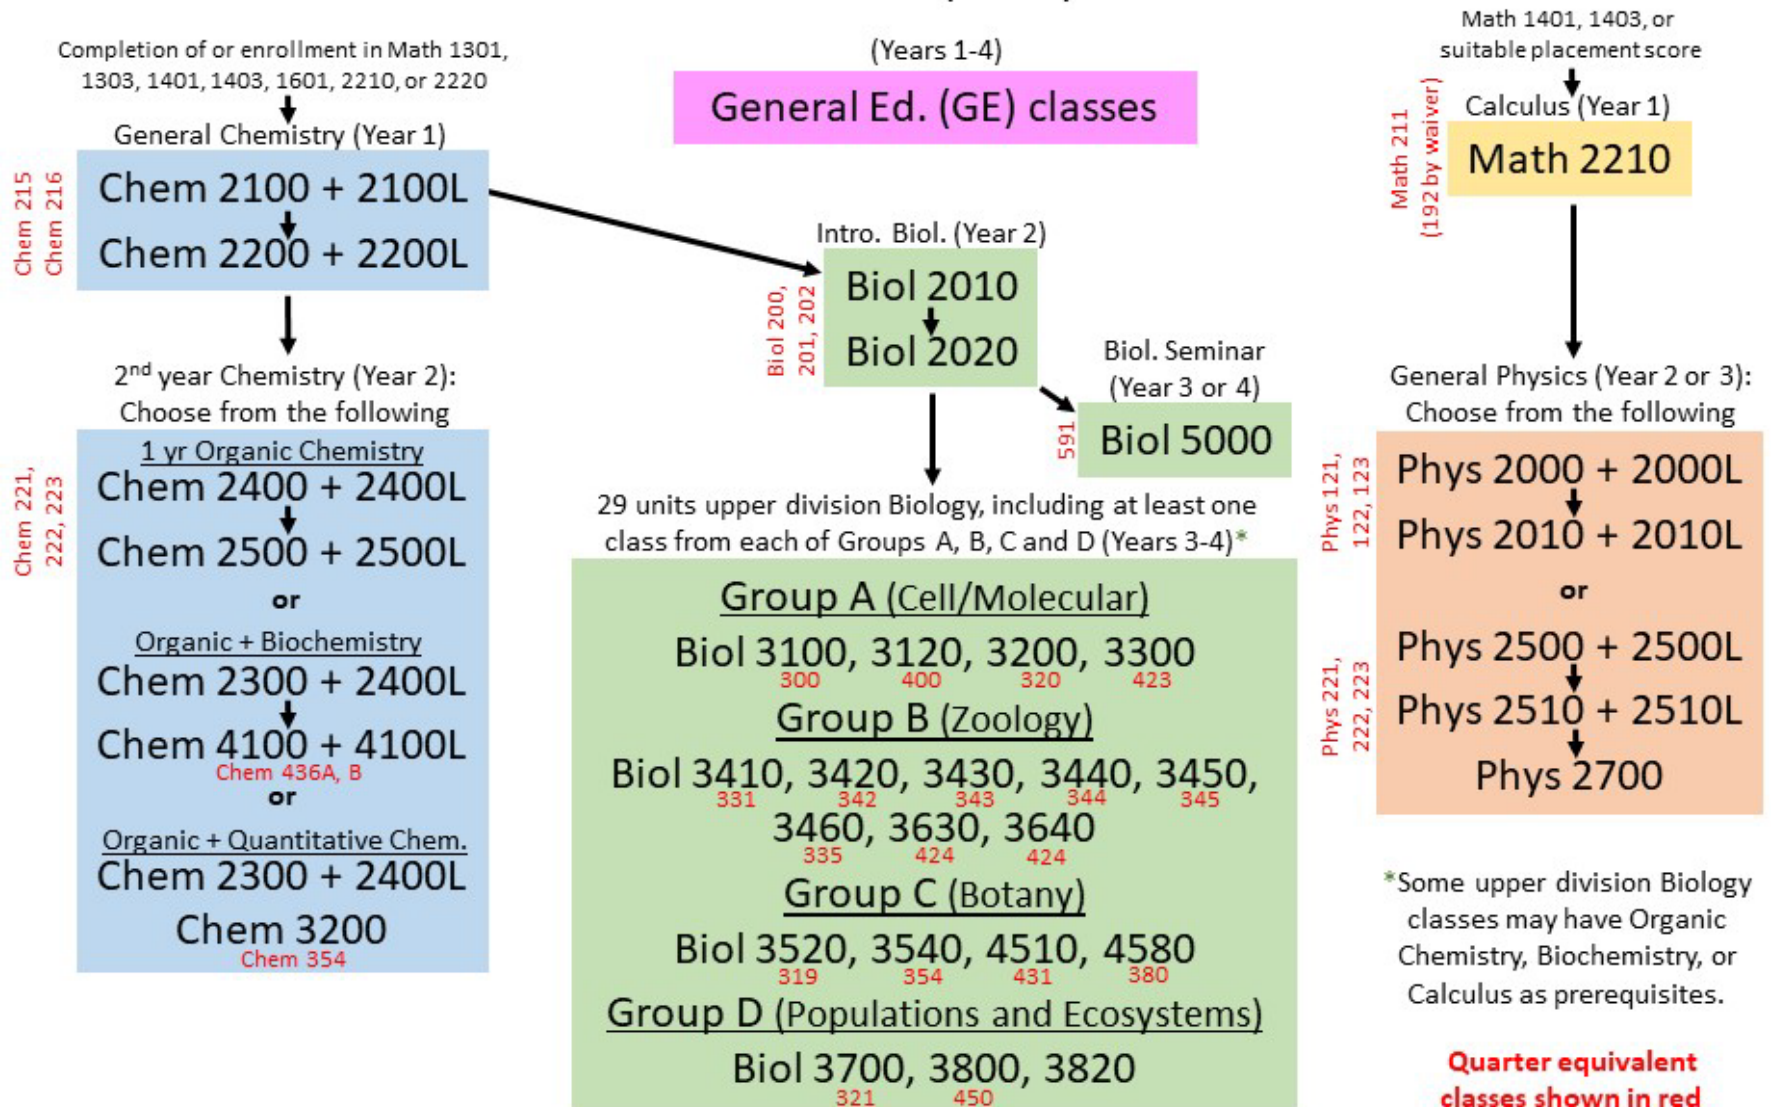 Completion of or enrollment in Math 1301,
1303, 1401, 1403, 1601, 2210, or 2220
General Chemistry (Year 1)
Chem 215
Chem 216
Chem 2100 + 2100L
Chem 2200 + 2200L
2nd year Chemistry (Year 2):
Choose from the following
Chem 221,
222, 223
1 yr Organic Chemistry
Chem 2400 + 2400L
Chem 2500 + 2500L
or
Organic + Biochemistry
Chem 2300 + 2400L
Chem 4100 + 4100L
Chem 436A, B
or
Organic + Quantitative Chem.
Chem 2300 + 2400L
Chem 3200
Chem 354
(Years 1-4)
General Ed. (GE) classes
Intro. Biol. (Year 2)
Biol 200,
201, 202
Biol 2010
Biol 2020
Biol. Seminar
(Year 3 or 4)
591
Biol 5000
29 units upper division Biology, including at least one
class from each of Groups A, B, C and D (Years 3-4)*
Group A (Cell/Molecular)
Biol 3100, 3120, 3200, 3300
300 400 320 423
Group B (Zoology)
Biol 3410, 3420, 3430, 3440, 3450,
331 342 343 344 345
3460, 3630, 3640
335 424 424
Group C (Botany)
Biol 3520, 3540, 4510, 4580
319 354 431 380
Group D (Populations and Ecosystems)
Biol 3700, 3800, 3820
321 450
Math 1401, 1403, or
suitable placement score
Calculus (Year 1)
Math 211
(192 by waiver)
Math 2210
General Physics (Year 2 or 3):
Choose from the following
Phys 121,
122, 123
Phys 2000 + 2000L
Phys 2010 + 2010L
or
Phys 221,
222, 223
Phys 2500 + 2500L
Phys 2510 + 2510L
Phys 2700
*Some upper division Biology
classes may have Organic
Chemistry, Biochemistry, or
Calculus as prerequisites.
Quarter equivalent
classes shown in red